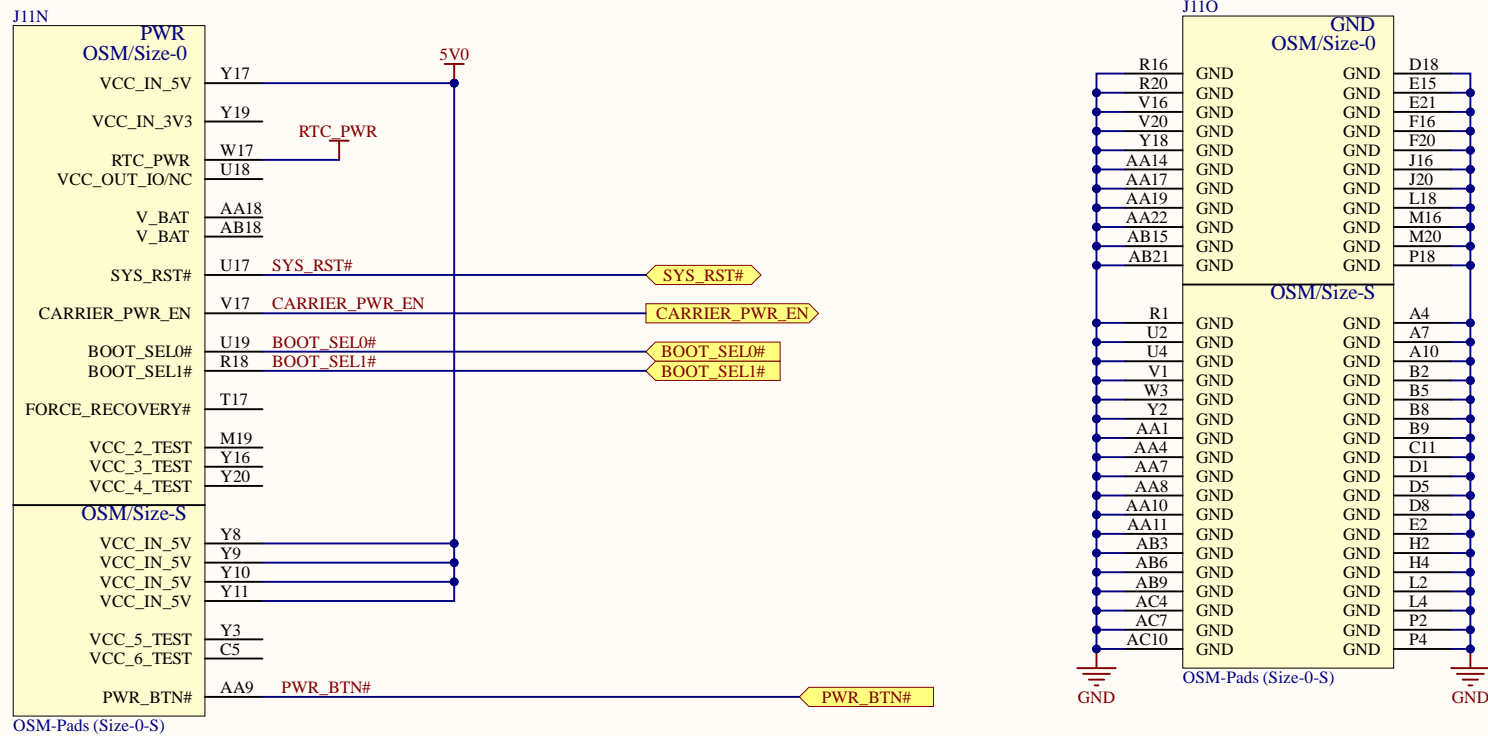 J11N
PWR
OSM/Size-0
5V0
VCC_IN_5V Y17
VCC_IN_3V3 Y19
RTC_PWR
RTC_PWR W17
VCC_OUT_IO/NC U18
V_BAT AA18
V_BAT AB18
SYS_RST# U17 SYS_RST# SYS_RST#
CARRIER_PWR_EN V17 CARRIER_PWR_EN CARRIER_PWR_EN
BOOT_SEL0# U19 BOOT_SEL0# BOOT_SEL0#
BOOT_SEL1# R18 BOOT_SEL1# BOOT_SEL1#
FORCE_RECOVERY# T17
VCC_2_TEST M19
VCC_3_TEST Y16
VCC_4_TEST Y20
OSM/Size-S
VCC_IN_5V Y8
VCC_IN_5V Y9
VCC_IN_5V Y10
VCC_IN_5V Y11
VCC_5_TEST Y3
VCC_6_TEST C5
PWR_BTN# AA9 PWR_BTN# PWR_BTN#
OSM-Pads (Size-0-S)
J11O
GND
OSM/Size-0
R16 GND GND D18
R20 GND GND E15
V16 GND GND E21
V20 GND GND F16
Y18 GND GND F20
AA14 GND GND J16
AA17 GND GND J20
AA19 GND GND L18
AA22 GND GND M16
AB15 GND GND M20
AB21 GND GND P18
OSM/Size-S
R1 GND GND A4
U2 GND GND A7
U4 GND GND A10
V1 GND GND B2
W3 GND GND B5
Y2 GND GND B8
AA1 GND GND B9
AA4 GND GND C11
AA7 GND GND D1
AA8 GND GND D5
AA10 GND GND D8
AA11 GND GND E2
AB3 GND GND H2
AB6 GND GND H4
AB9 GND GND L2
AC4 GND GND L4
AC7 GND GND P2
AC10 GND GND P4
OSM-Pads (Size-0-S)
GND GND